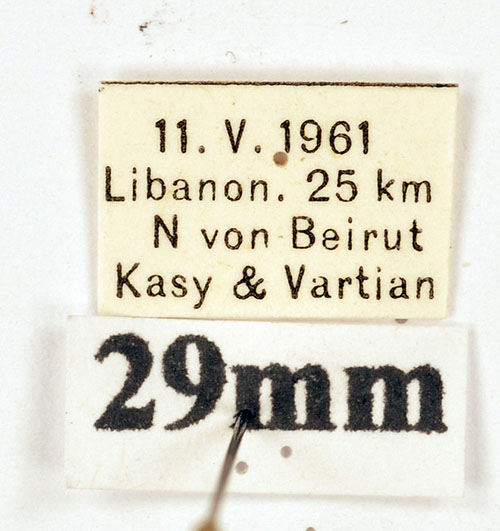 11. V. 1961
Libanon. 25 km
N von Beirut
Kasy & Vartian
29mm